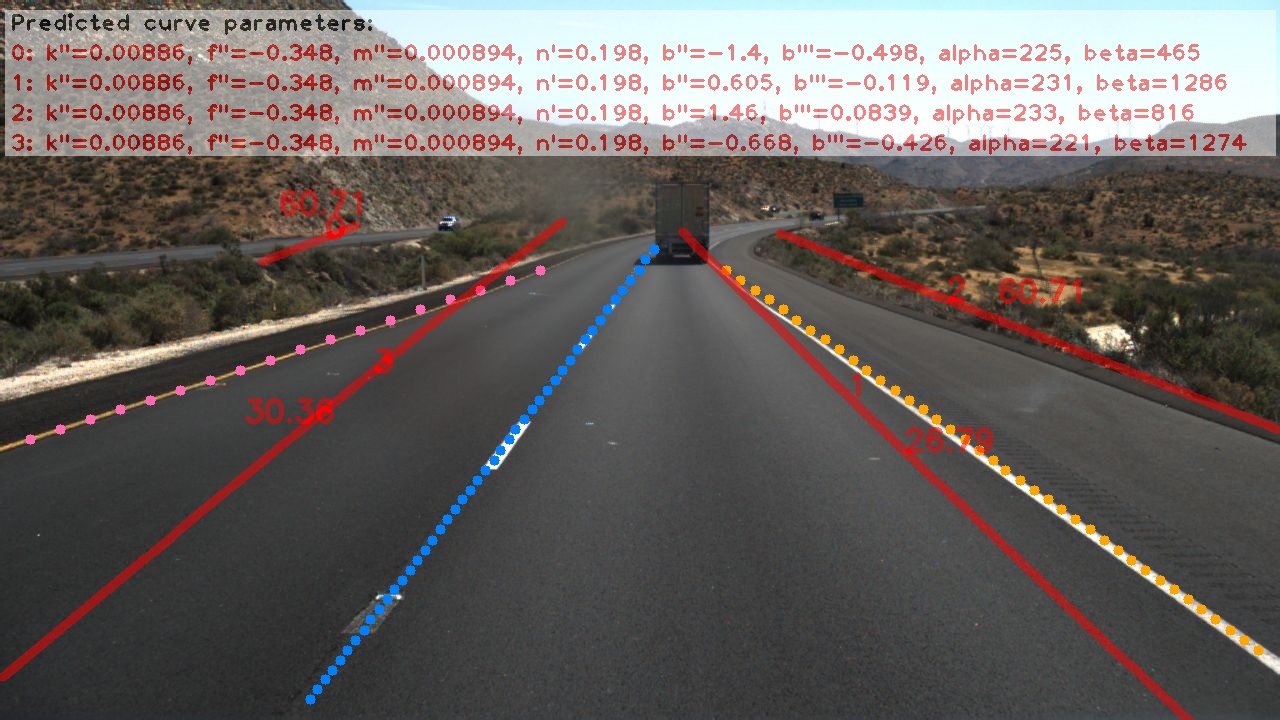 Predicted curve parameters:
0: k''=0.00886, f''=-0.348, m''=0.000894, n'=0.198, b''=-1.4, b'''=-0.498, alpha=225, beta=465
1: k''=0.00886, f''=-0.348, m''=0.000894, n'=0.198, b''=0.605, b'''=-0.119, alpha=231, beta=1286
2: k''=0.00886, f''=-0.348, m''=0.000894, n'=0.198, b''=1.46, b'''=0.0839, alpha=233, beta=816
3: k''=0.00886, f''=-0.348, m''=0.000894, n'=0.198, b''=-0.668, b'''=-0.426, alpha=221, beta=1274
60.71
0
2 60.71
3
1
30.36
26.79